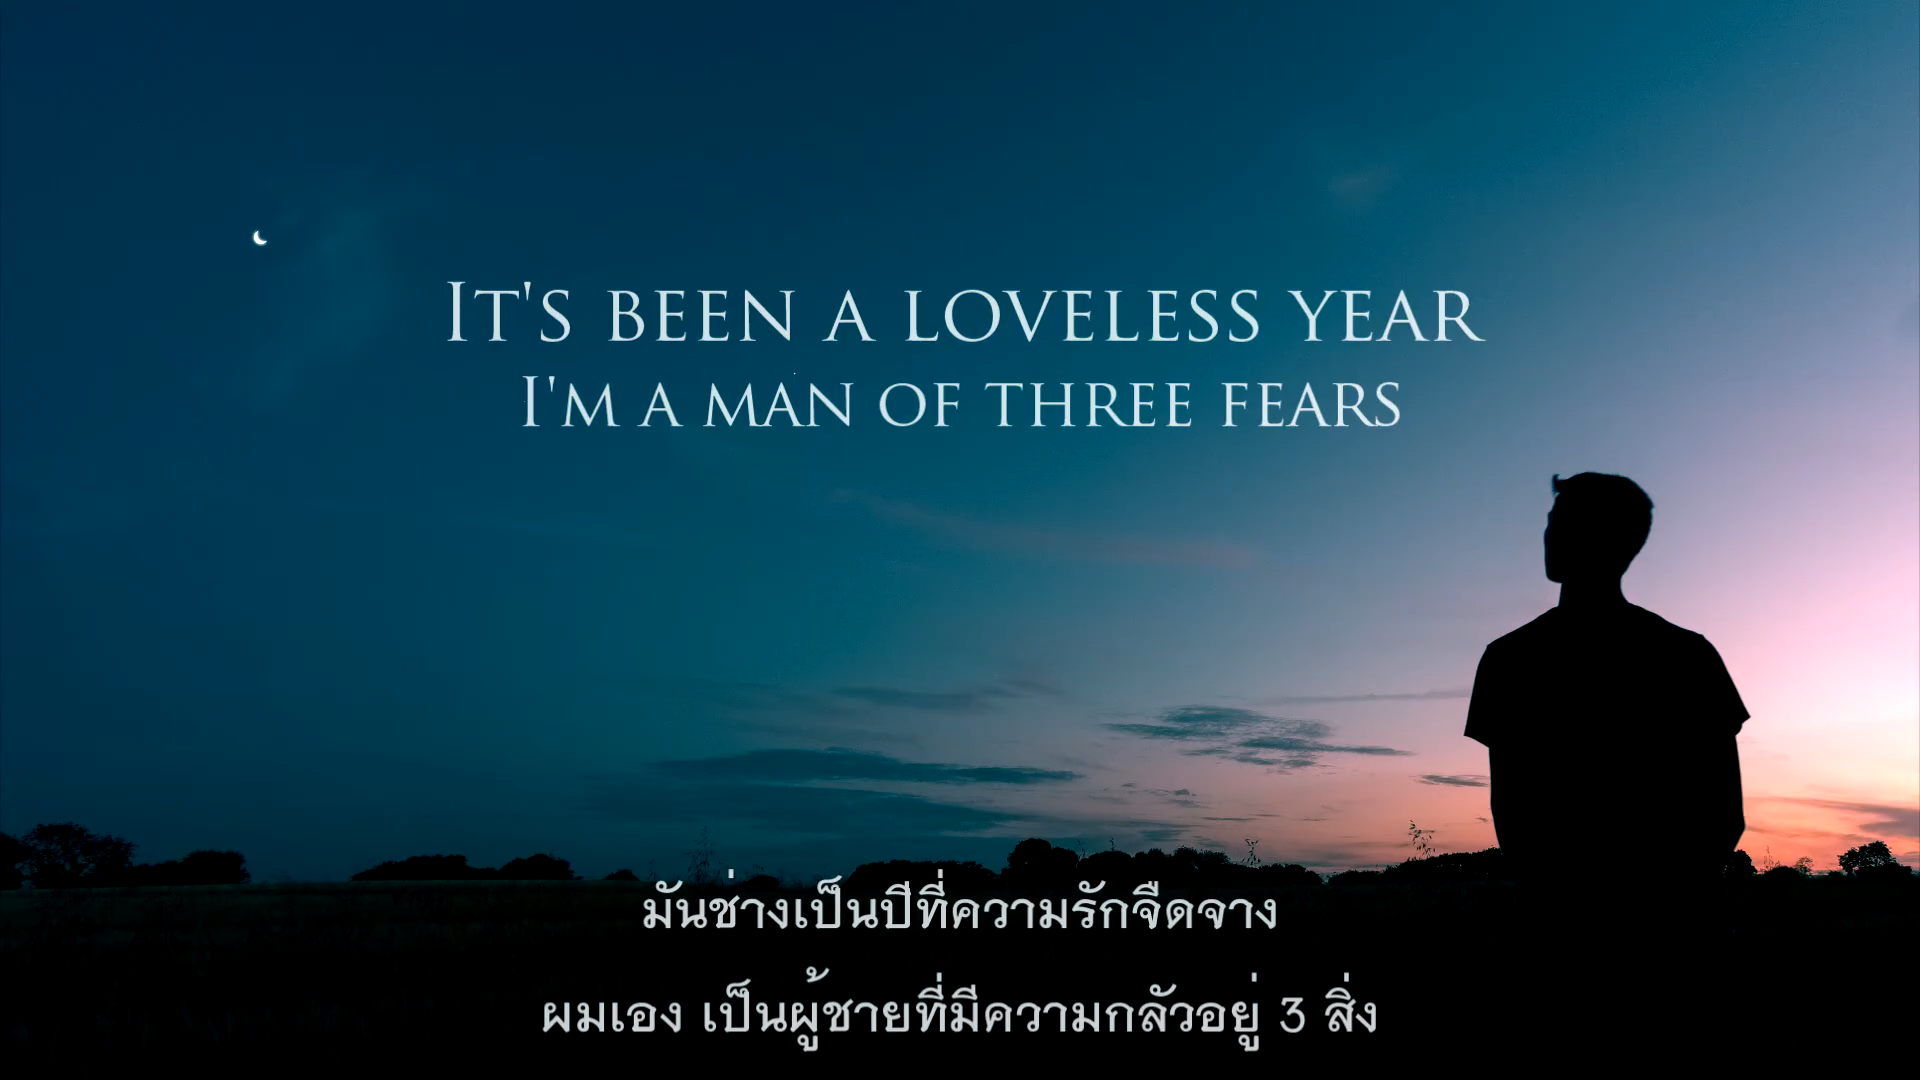 IT'S BEEN A LOVELESS YEAR
I'M A MAN OF THREE FEARS
มันช่างเป็นปีที่ความรักจืดจาง
ผมเอง เป็นผู้ชายที่มีความกลัวอยู่ 3 สิ่ง